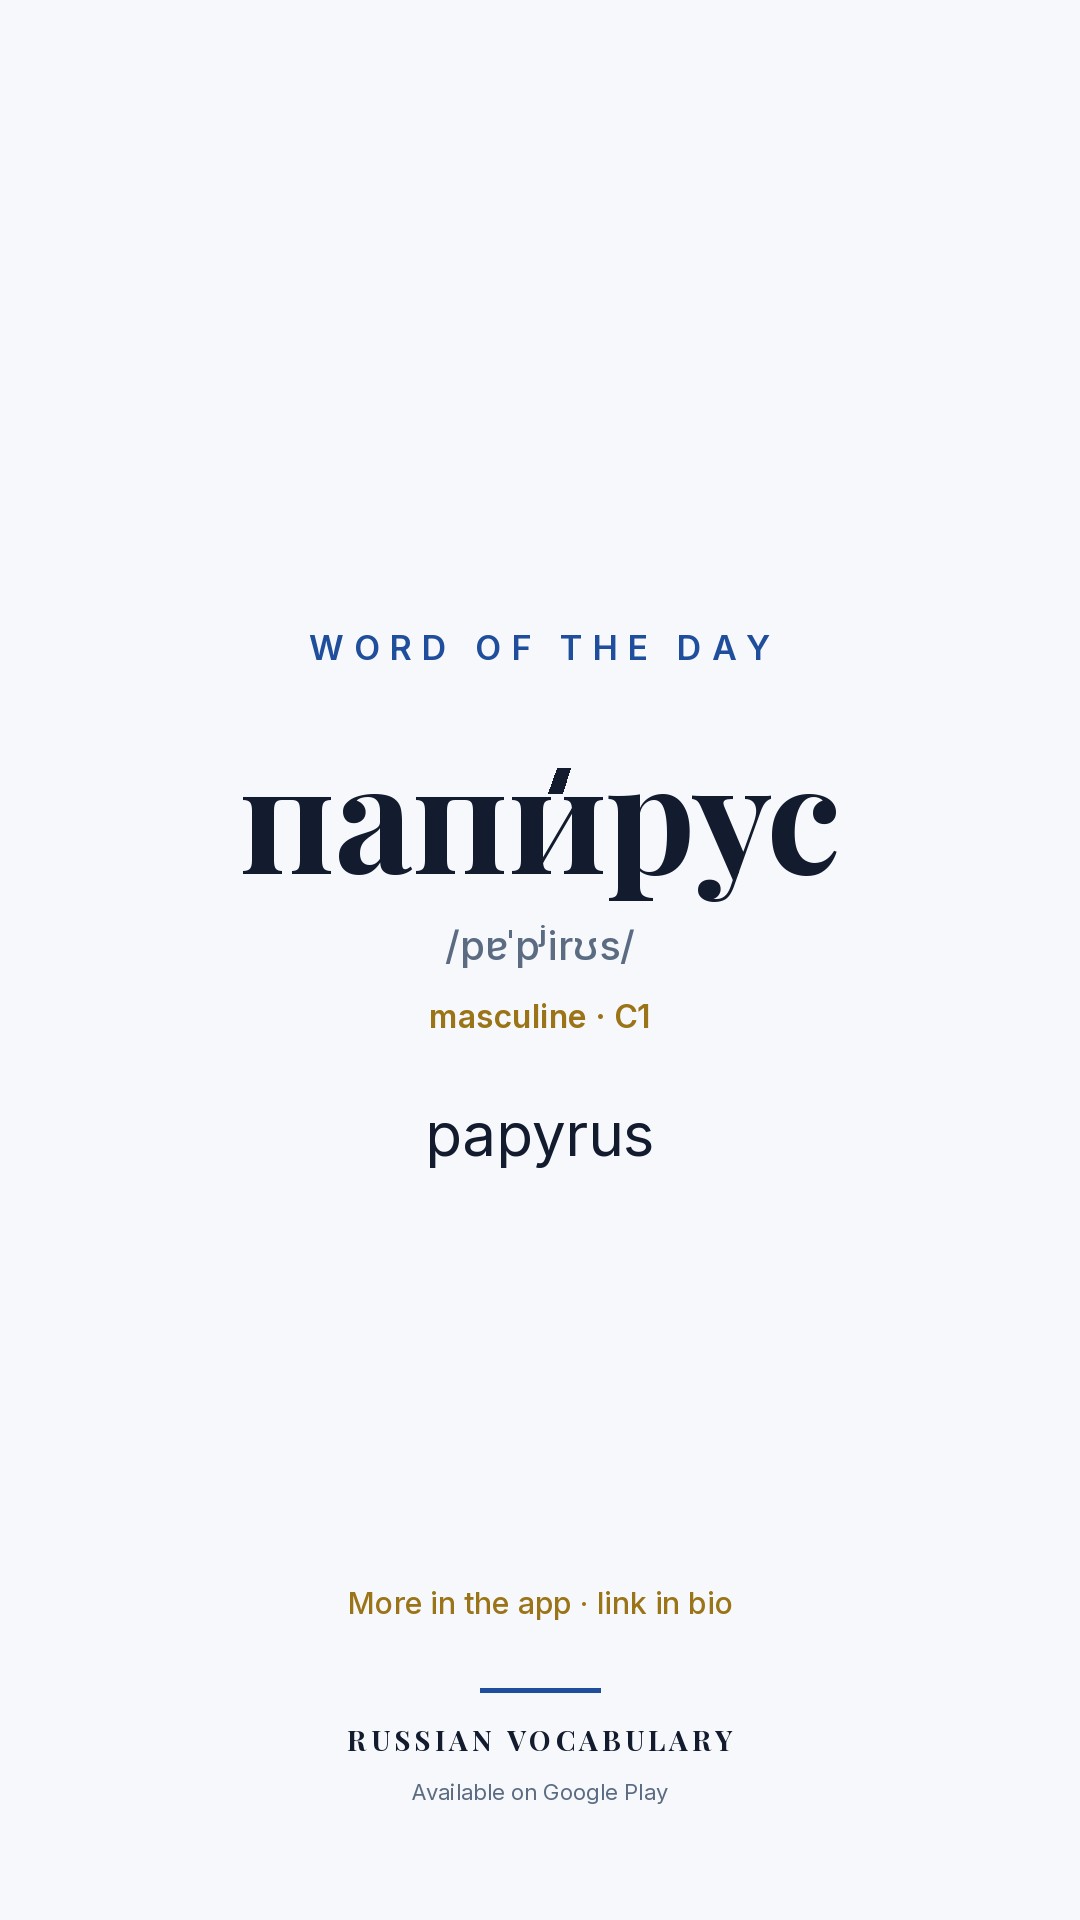 WORD OF THE DAY
папи́рус
/pɐˈpʲirʊs/
masculine · C1
papyrus
More in the app · link in bio
RUSSIAN VOCABULARY
Available on Google Play